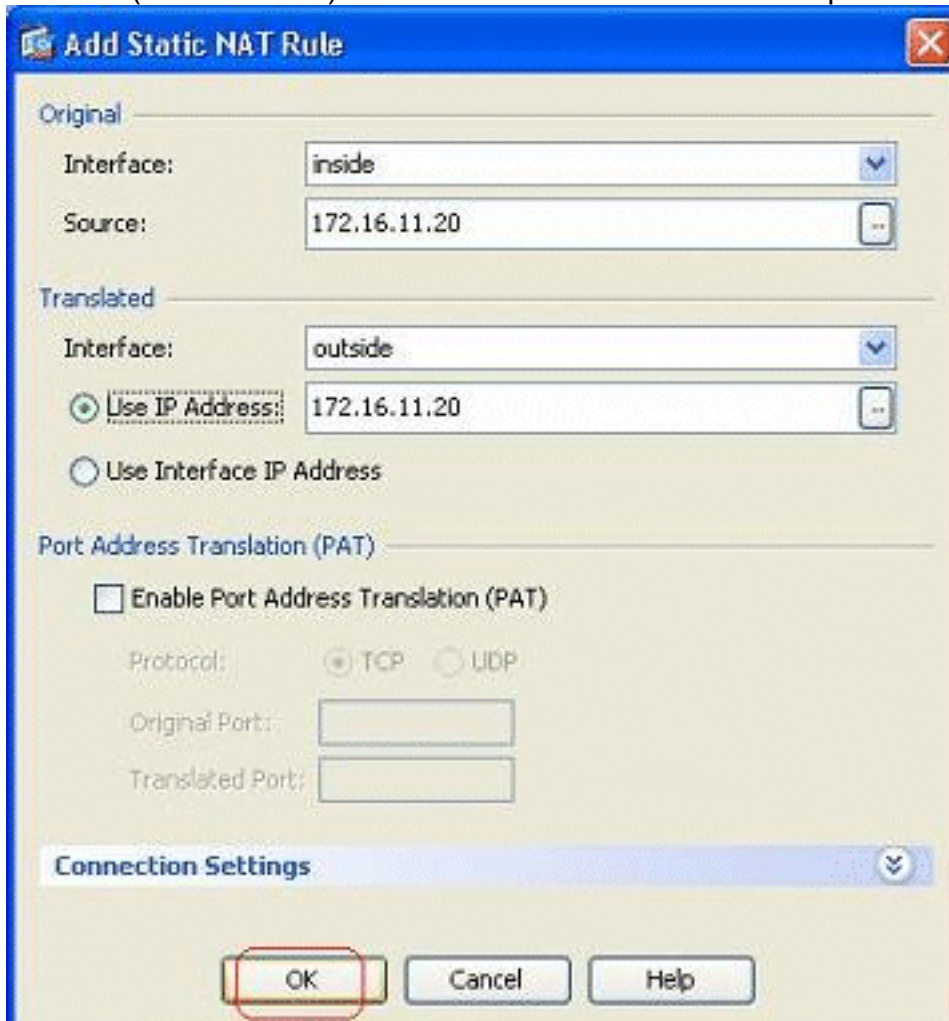 Add Static NAT Rule
Original
Interface: inside
Source: 172.16.11.20 ..
Translated
Interface: outside
Use IP Address: 172.16.11.20 ..
Use Interface IP Address
Port Address Translation (PAT)
Enable Port Address Translation (PAT)
Protocol: TCP UDP
Original Port:
Translated Port:
Connection Settings
OK Cancel Help